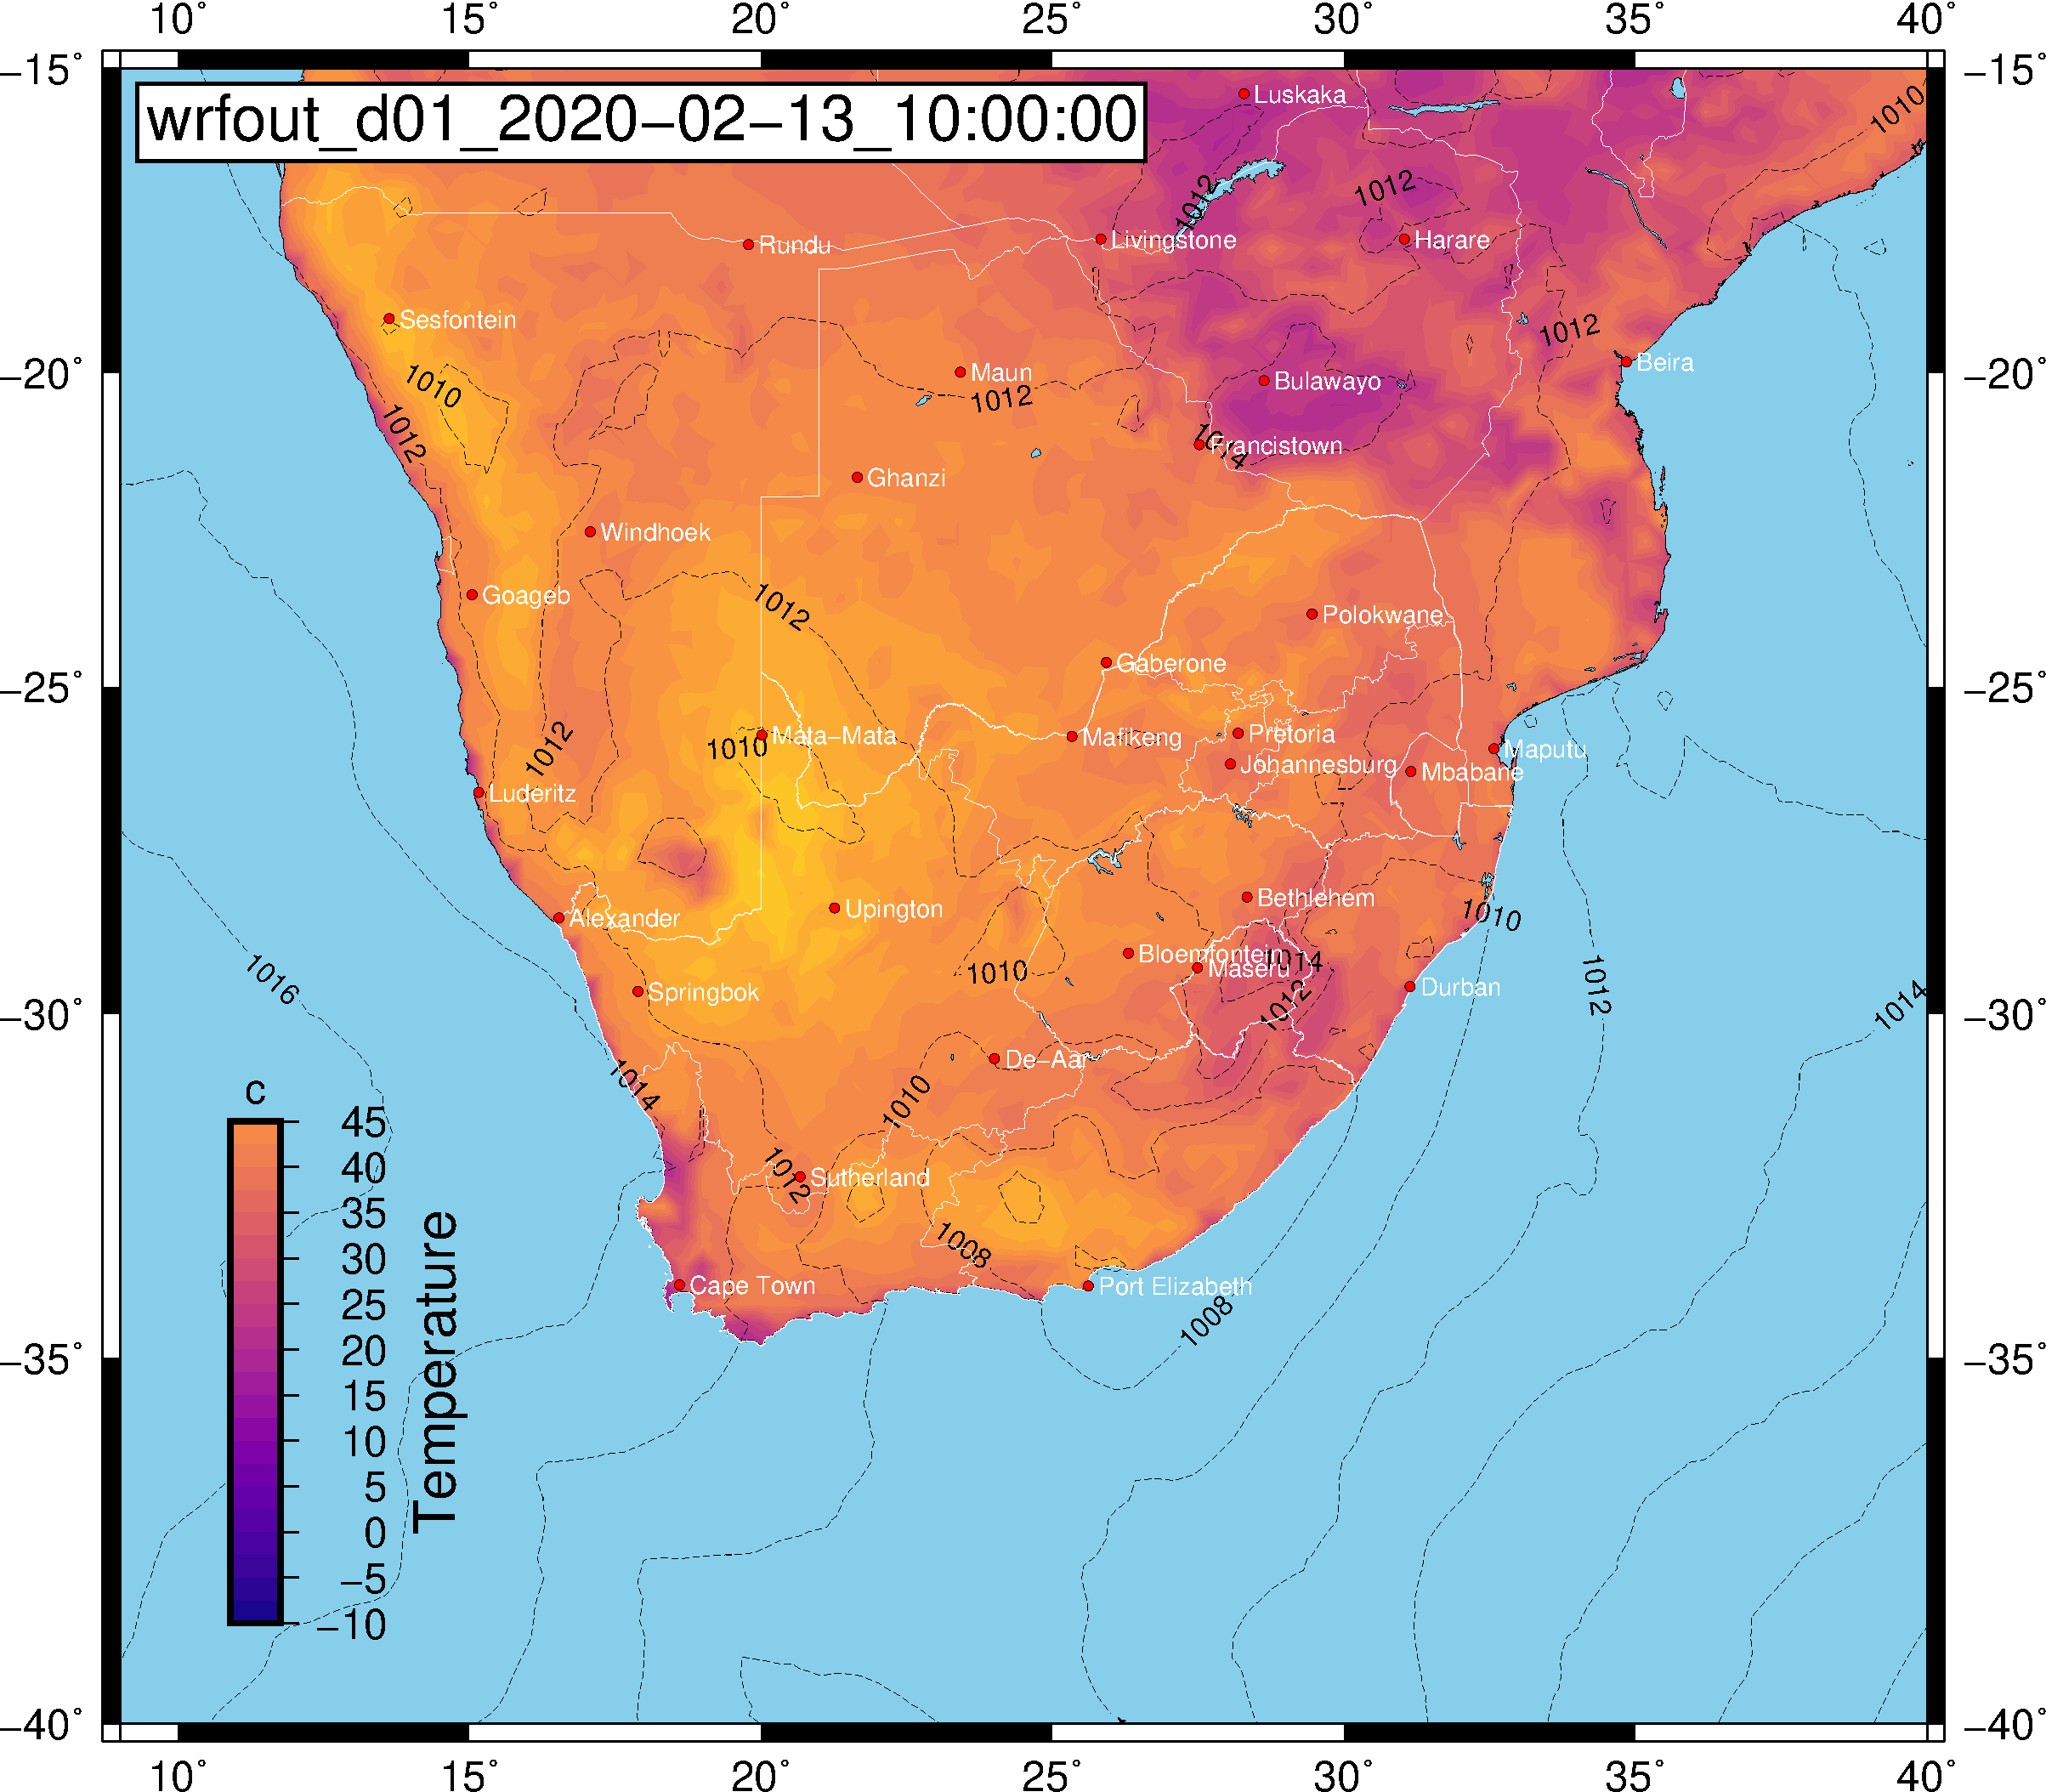 10° 15° 20° 25° 30° 35° 40°
−15° −15°
wrfout_d01_2020−02−13_10:00:00
Luskaka
1010
1012
1012
Rundu
Livingstone
Harare
Sesfontein
1012
Beira
−20° −20°
Maun
1010
1012
Bulawayo
1012
Francistown
1014
Ghanzi
Windhoek
Goageb
1012
Polokwane
Gaberone
−25° −25°
1012
1010
Mata−Mata
Mafikeng
Pretoria
Maputu
Johannesburg
Mbabane
Luderitz
Bethlehem
Alexander
Upington
1010
Bloemfontein
1014
Maseru
1016
1010
1012
Springbok
Durban
1012
1014
−30° −30°
De−Aar
1014
1010
1012
Sutherland
1008
Cape Town
Port Elizabeth
1008
c
45
40
35
30
25
20
15
10
5
0
−5
−10
Temperature
−35° −35°
−40° −40°
10° 15° 20° 25° 30° 35° 40°